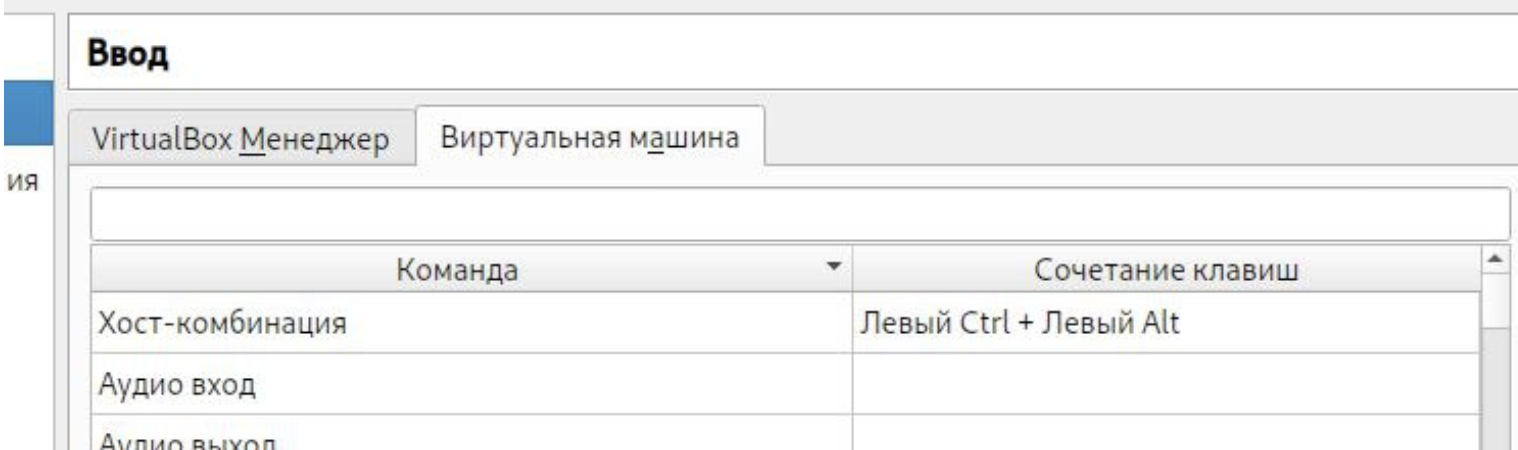 Ввод
VirtualBox Менеджер Виртуальная машина
ия
Команда Сочетание клавиш
Хост-комбинация Левый Ctrl + Левый Alt
Аудио вход
Аудио выход